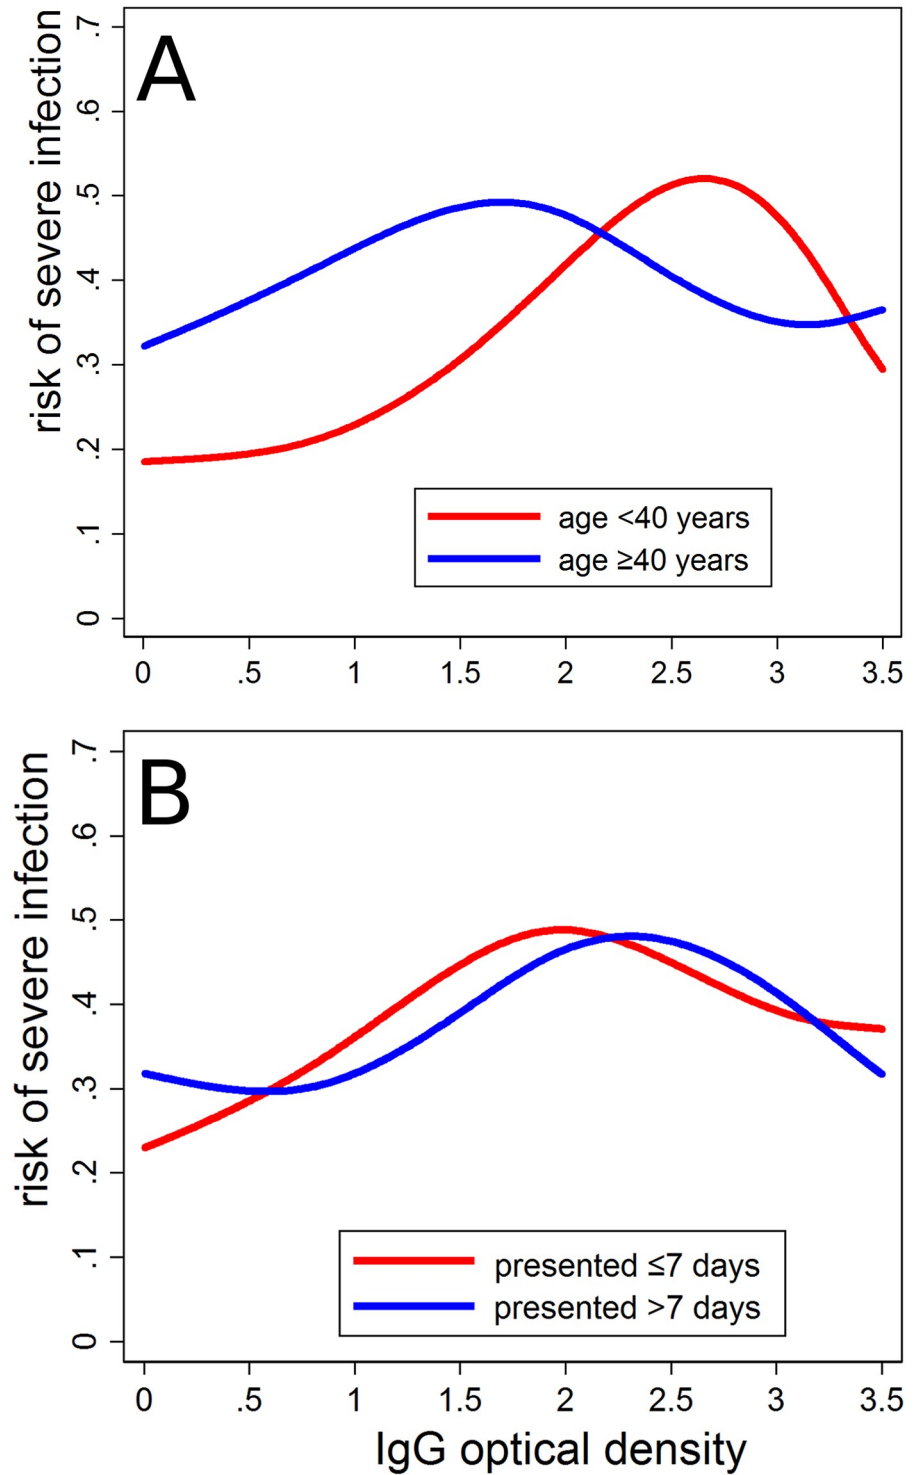 A
risk of severe infection
.7
.6
.5
.4
.3
.2
.1
0
age <40 years
age ≥40 years
0 .5 1 1.5 2 2.5 3 3.5
B
risk of severe infection
.7
.6
.5
.4
.3
.2
.1
0
presented ≤7 days
presented >7 days
0 .5 1 1.5 2 2.5 3 3.5
IgG optical density